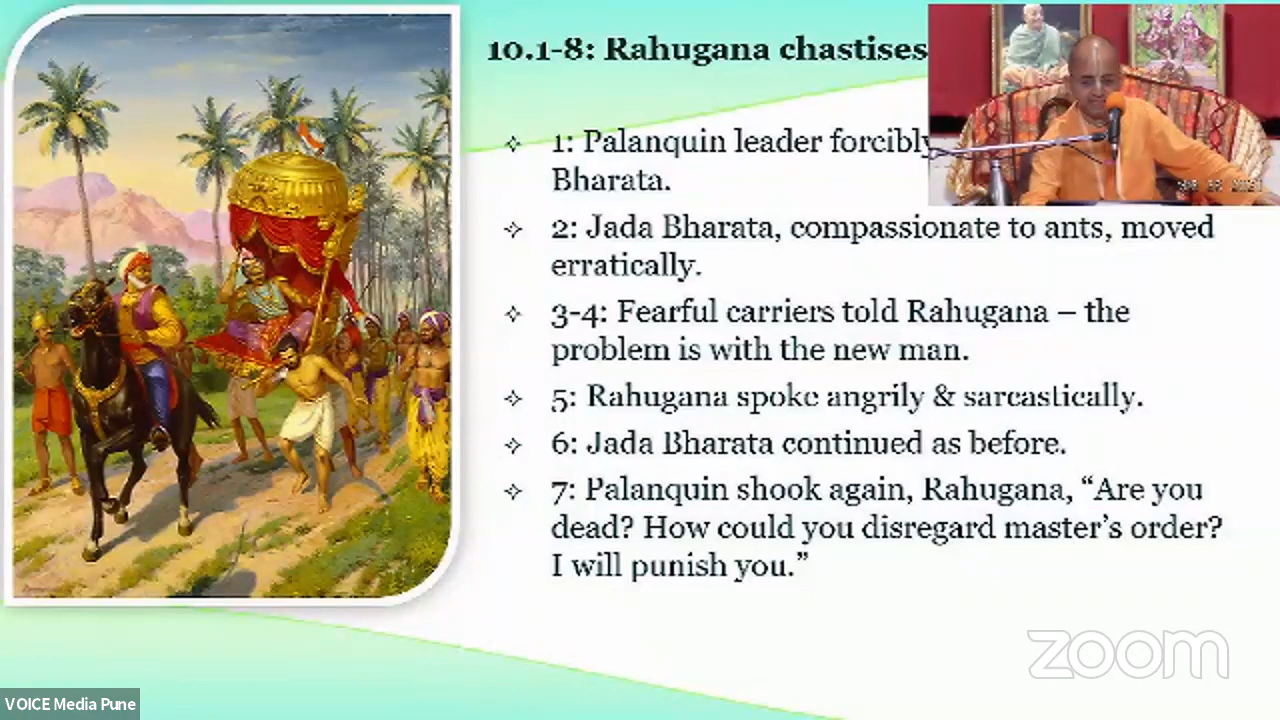 10.1-8: Rahugana chastises
1: Palanquin leader forcibly
Bharata.
2: Jada Bharata, compassionate to ants, moved
erratically.
3-4: Fearful carriers told Rahugana – the
problem is with the new man.
5: Rahugana spoke angrily & sarcastically.
6: Jada Bharata continued as before.
7: Palanquin shook again, Rahugana, “Are you
dead? How could you disregard master’s order?
I will punish you.”
zoom
VOICE Media Pune